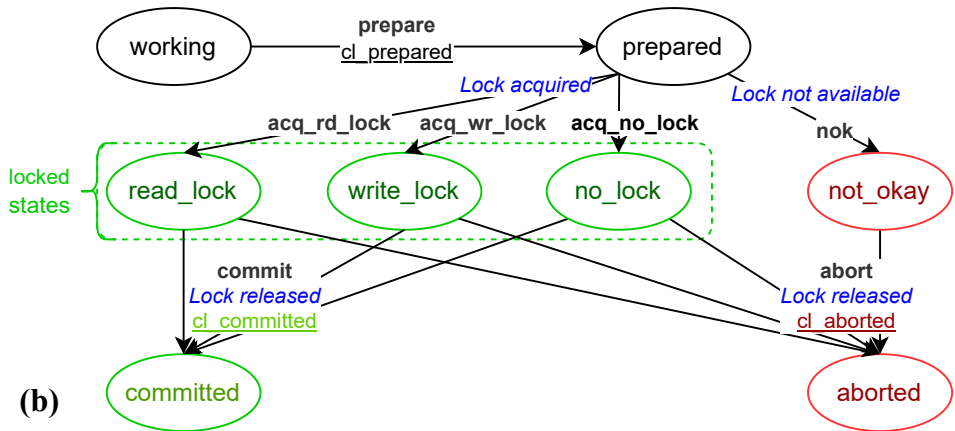 working
prepare
cl_prepared
prepared
Lock acquired
Lock not available
acq_rd_lock
acq_wr_lock
acq_no_lock
nok
locked
states
read_lock
write_lock
no_lock
not_okay
commit
Lock released
cl_committed
abort
Lock released
cl_aborted
(b)
committed
aborted